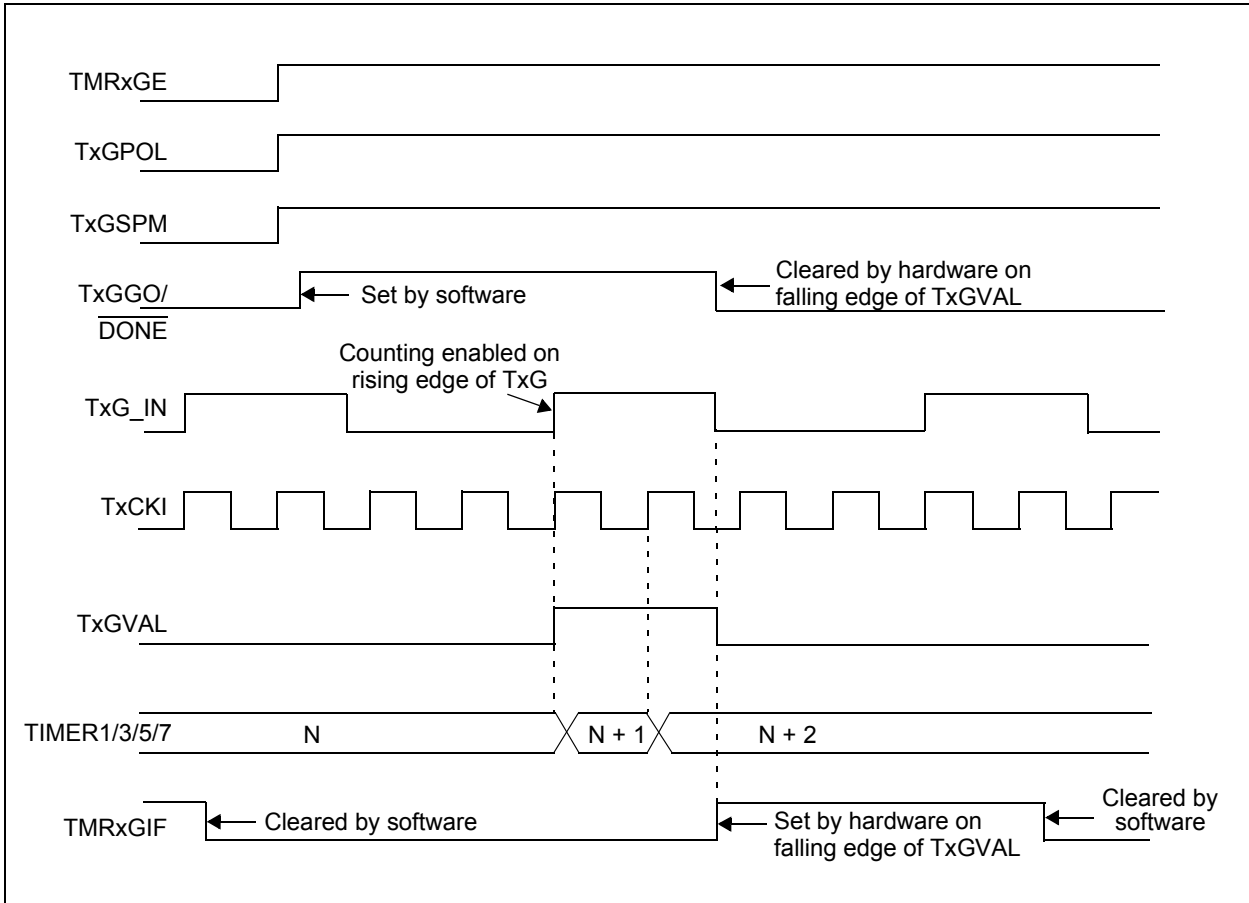 TMRxGE
TxGPOL
TxGSPM
TxGGO/
DONE
Set by software
Cleared by hardware on
falling edge of TxGVAL
Counting enabled on
rising edge of TxG
TxG_IN
TxCKI
TxGVAL
TIMER1/3/5/7
N
N + 1
N + 2
TMRxGIF
Cleared by software
Set by hardware on
falling edge of TxGVAL
Cleared by
software